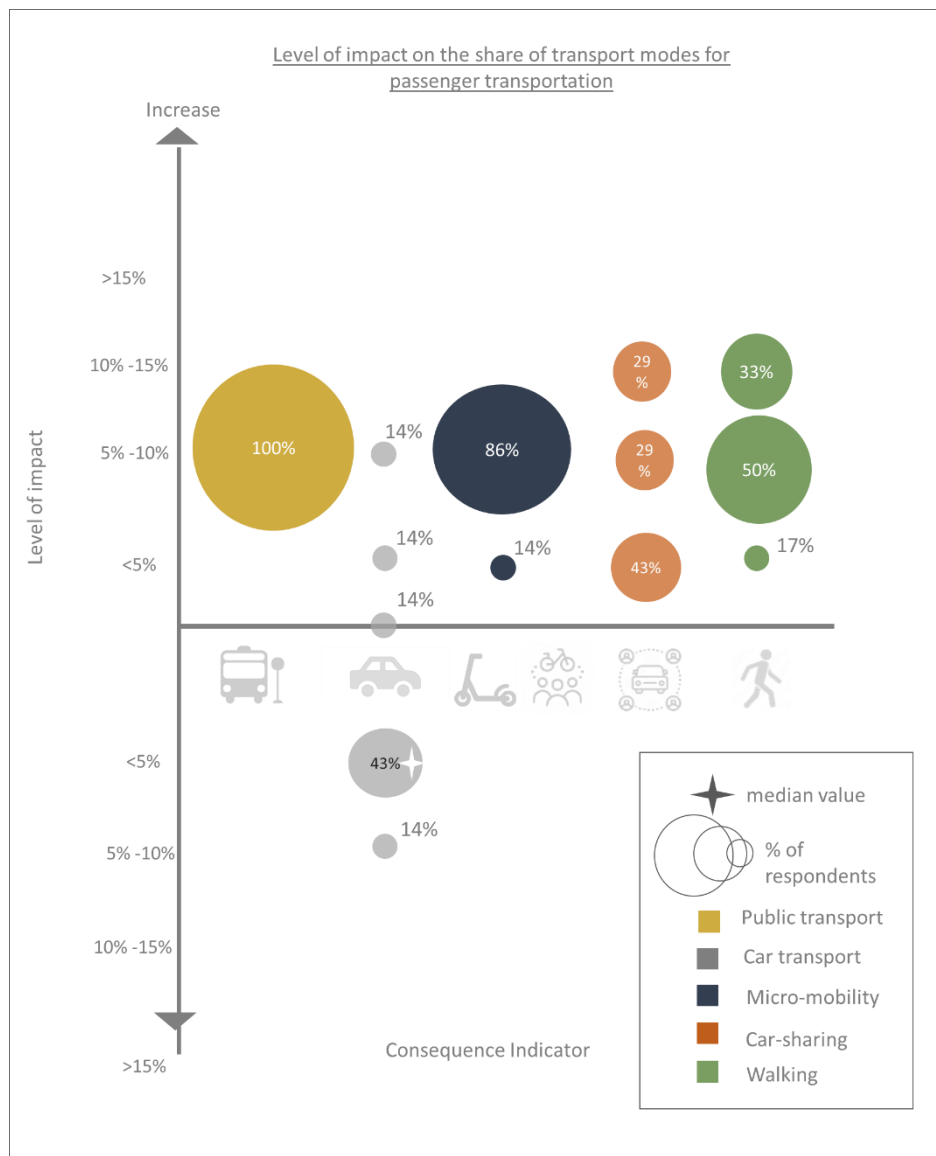 Level of impact on the share of transport modes for
passenger transportation
Increase
Level of impact
>15%
10% -15%
5% -10%
<5%
<5%
5% -10%
10% -15%
>15%
100%
14%
14%
14%
43%
14%
86%
14%
29
%
29
%
43%
33%
50%
17%
Consequence Indicator
median value
% of
respondents
Public transport
Car transport
Micro-mobility
Car-sharing
Walking